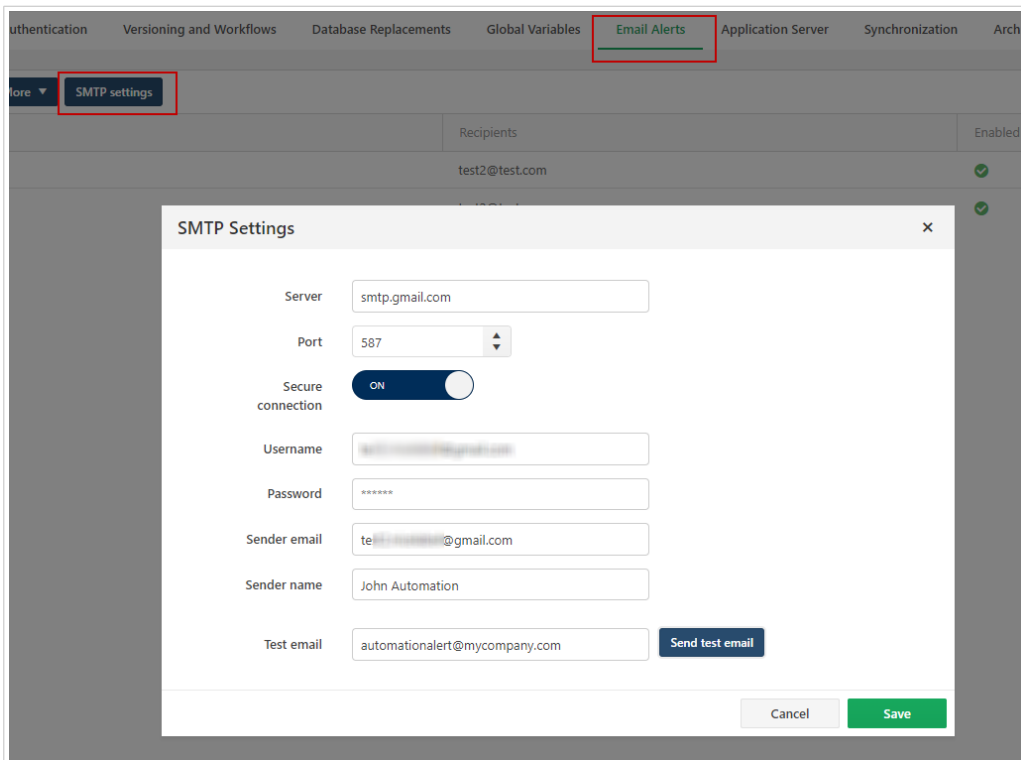 uthentication Versioning and Workflows Database Replacements Global Variables Email Alerts Application Server Synchronization Arch
More SMTP settings
Recipients Enabled
test2@test.com
SMTP Settings
Server smtp.gmail.com
Port 587
Secure connection ON
Username
Password ******
Sender email te @gmail.com
Sender name John Automation
Test email automationalert@mycompany.com Send test email
Cancel Save